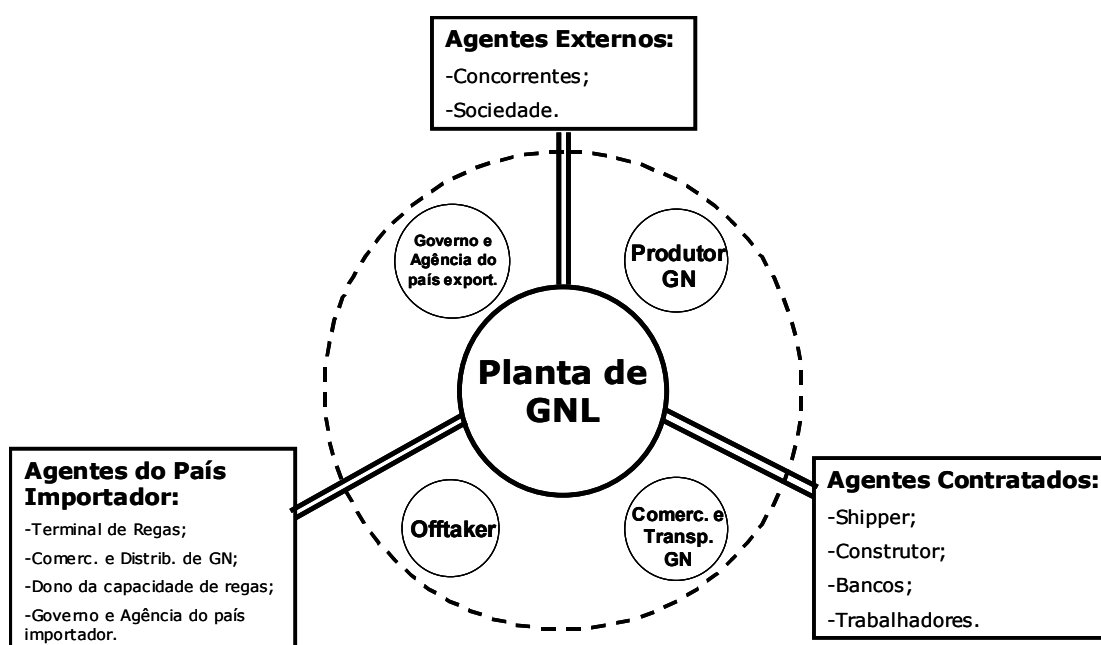 Agentes Externos:
-Concorrentes;
-Sociedade.
Governo e
Agência do
país export.
Produtor
GN
Planta de
GNL
Agentes do País
Importador:
-Terminal de Regas;
-Comerc. e Distrib. de GN;
-Dono da capacidade de regas;
-Governo e Agência do país
importador.
Offtaker
Comerc. e
Transp.
GN
Agentes Contratados:
-Shipper;
-Construtor;
-Bancos;
-Trabalhadores.